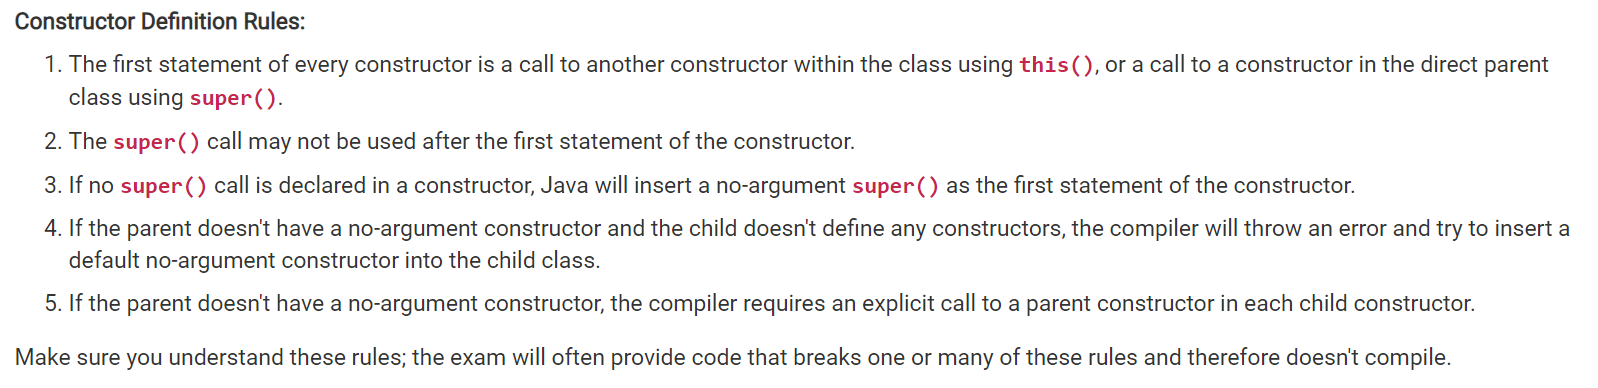 Constructor Definition Rules:
1. The first statement of every constructor is a call to another constructor within the class using this(), or a call to a constructor in the direct parent
class using super().
2. The super() call may not be used after the first statement of the constructor.
3. If no super() call is declared in a constructor, Java will insert a no-argument super() as the first statement of the constructor.
4. If the parent doesn't have a no-argument constructor and the child doesn't define any constructors, the compiler will throw an error and try to insert a
default no-argument constructor into the child class.
5. If the parent doesn't have a no-argument constructor, the compiler requires an explicit call to a parent constructor in each child constructor.
Make sure you understand these rules; the exam will often provide code that breaks one or many of these rules and therefore doesn't compile.